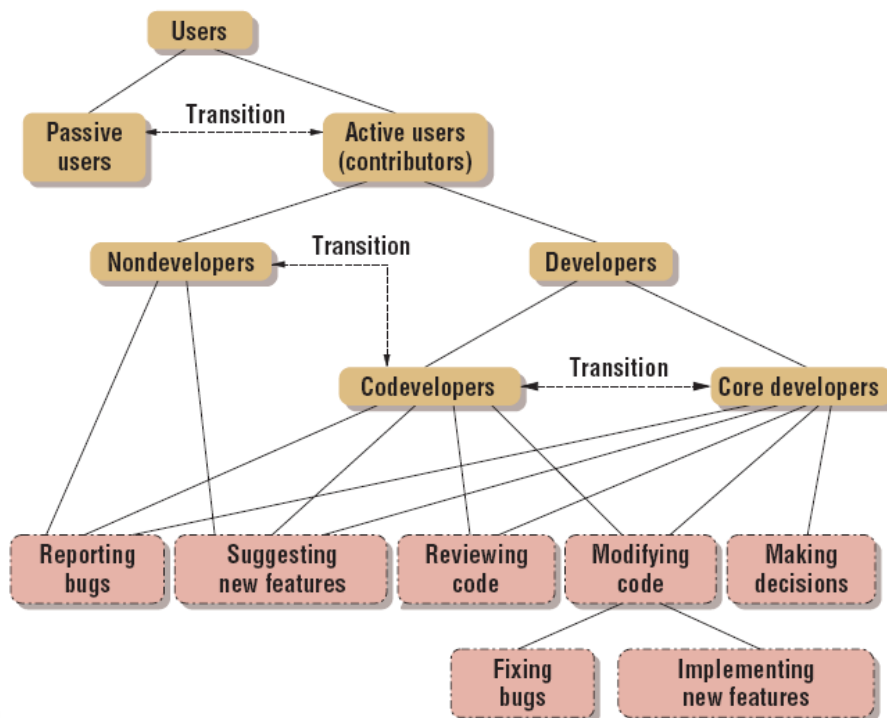 Users
Transition
Passive
users
Active users
(contributors)
Nondevelopers
Transition
Developers
Codevelopers
Transition
Core developers
Reporting
bugs
Suggesting
new features
Reviewing
code
Modifying
code
Making
decisions
Fixing
bugs
Implementing
new features